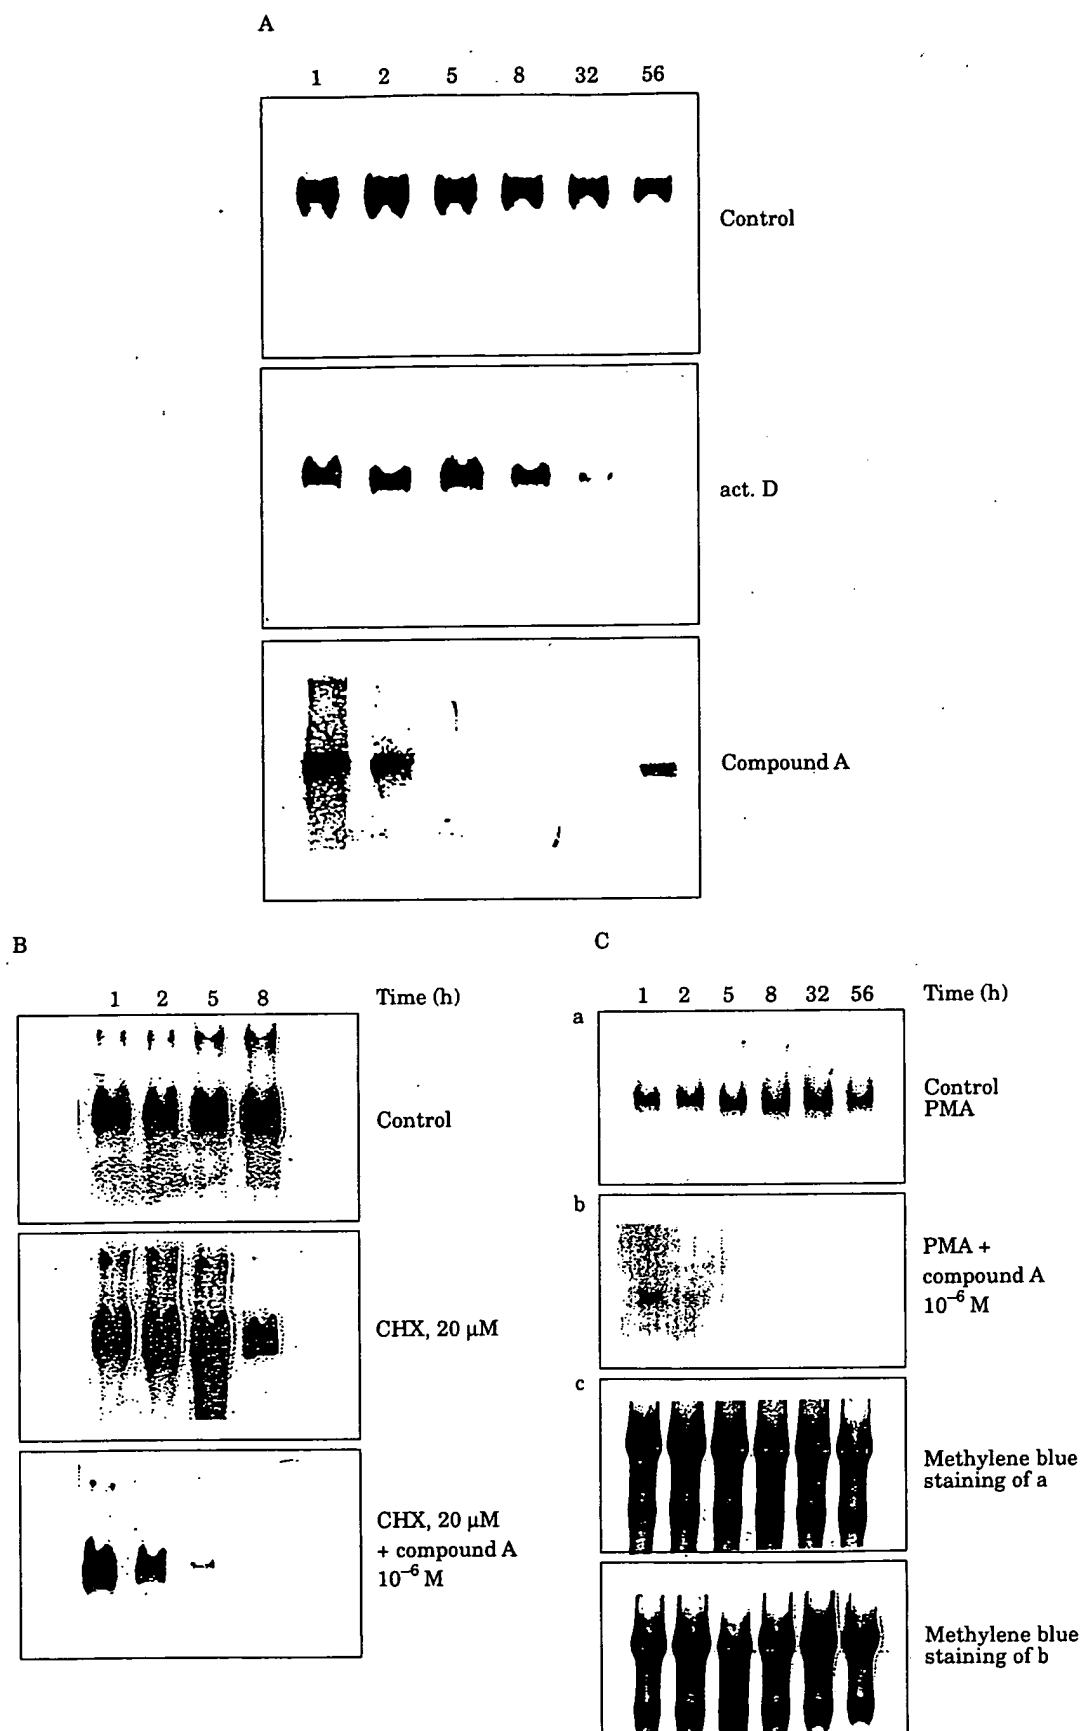 A
1 2 5 8 32 56
Control
act. D
Compound A
B
1 2 5 8 Time (h)
Control
CHX, 20 μM
CHX, 20 μM
+ compound A
10⁻⁶ M
C
1 2 5 8 32 56 Time (h)
a
Control
PMA
b
PMA +
compound A
10⁻⁶ M
c
Methylene blue
staining of a
Methylene blue
staining of b